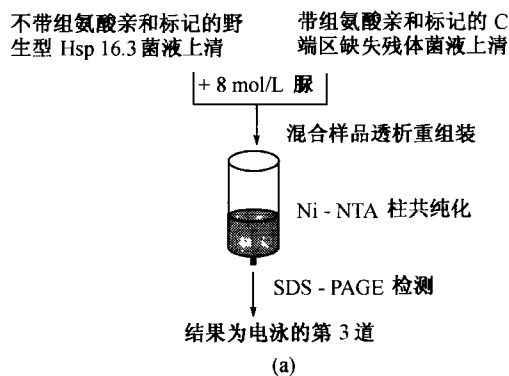 不带组氨酸亲和标记的野
生型 Hsp 16.3 菌液上清
带组氨酸亲和标记的 C
端区缺失残体菌液上清
+ 8 mol/L 脲
混合样品透析重组装
Ni - NTA 柱共纯化
SDS - PAGE 检测
结果为电泳的第 3 道
(a)